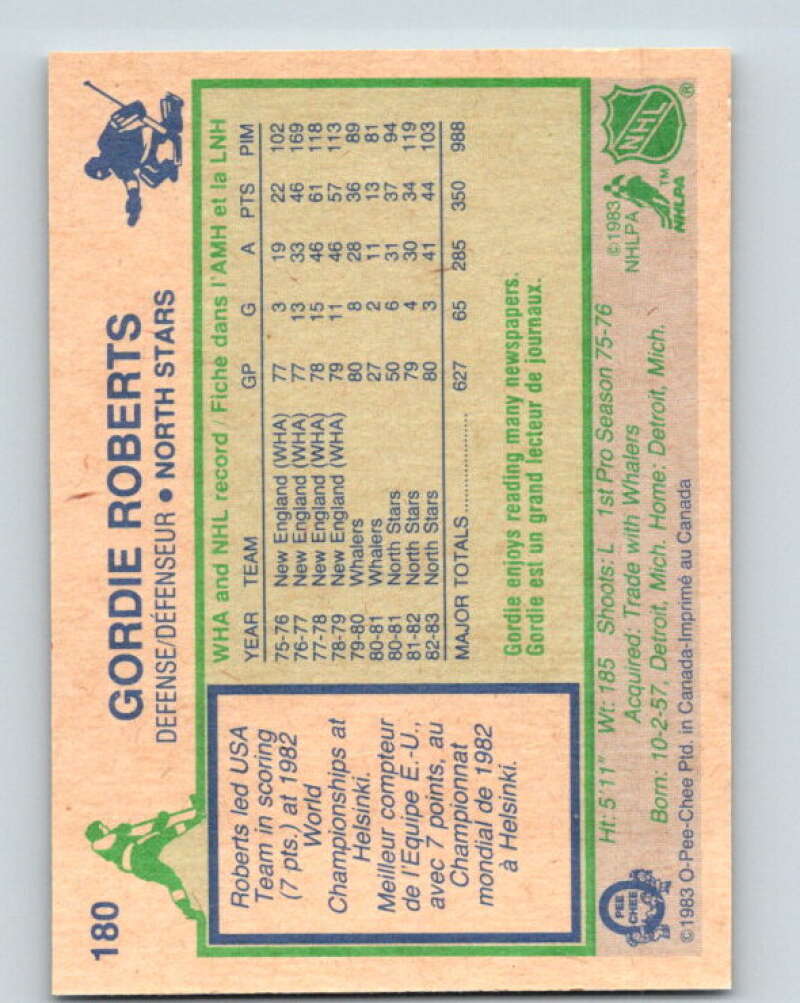 180
GORDIE ROBERTS
DEFENSE/DÉFENSEUR • NORTH STARS
Roberts led USA
Team in scoring
(7 pts.) at 1982
World
Championships at
Helsinki.
Meilleur compteur
de l'Equipe E.-U.,
avec 7 points, au
Championnat
mondial de 1982
à Helsinki.
WHA and NHL record / Fiche dans l'AMH et la LNH
YEAR TEAM GP G A PTS PIM
75-76 New England (WHA) 77 3 19 22 102
76-77 New England (WHA) 77 13 33 46 169
77-78 New England (WHA) 78 15 46 61 118
78-79 New England (WHA) 79 11 46 57 113
79-80 Whalers 80 8 28 36 89
80-81 Whalers 27 2 11 13 81
80-81 North Stars 50 6 31 37 94
81-82 North Stars 79 4 30 34 119
82-83 North Stars 80 3 41 44 103
MAJOR TOTALS 627 65 285 350 988
Gordie enjoys reading many newspapers.
Gordie est un grand lecteur de journaux.
Ht: 5'11" Wt: 185 Shoots: L 1st Pro Season 75-76
Acquired: Trade with Whalers
Born: 10-2-57, Detroit, Mich. Home: Detroit, Mich.
©1983 O-Pee-Chee Ptd. in Canada-Imprimé au Canada
PEE
CHEE
©1983
NHLPA
NHL
®
TM
NHLPA